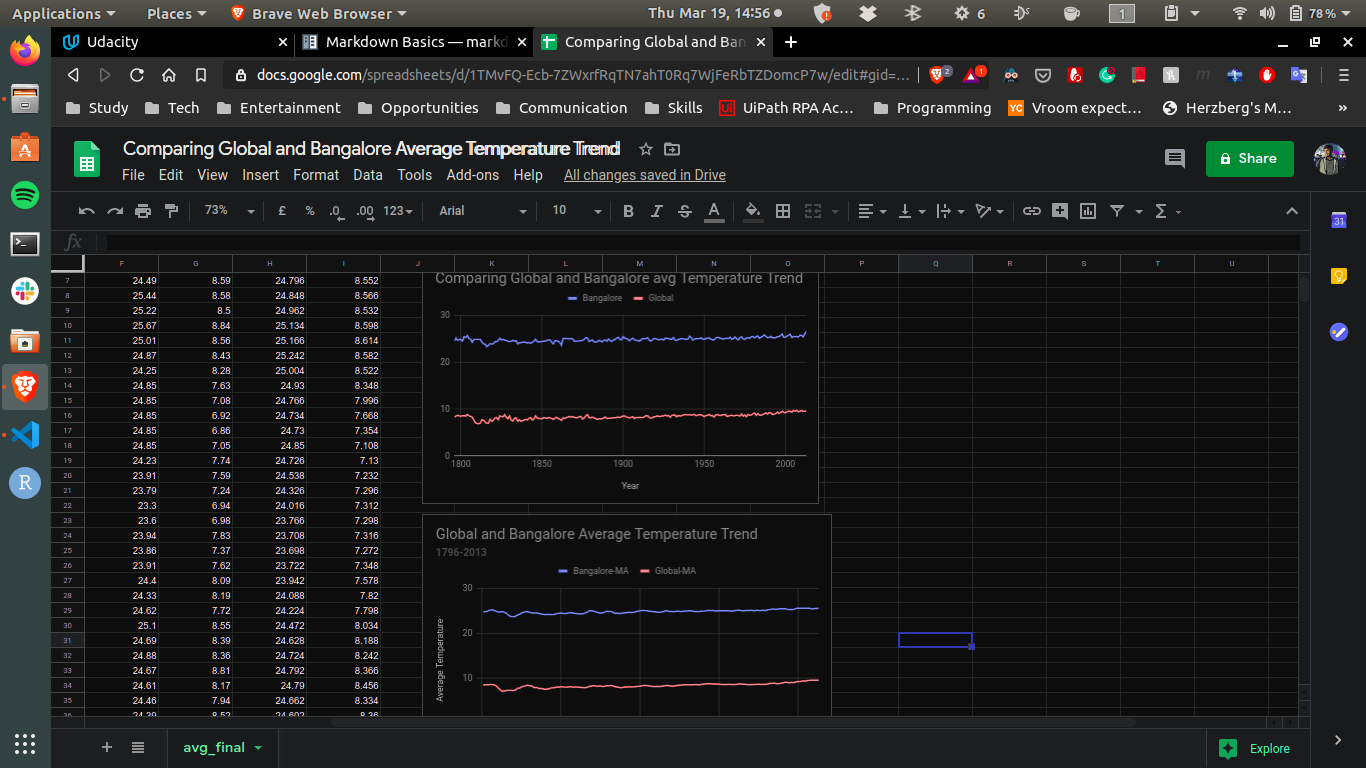 Applications Places Brave Web Browser Thu Mar 19, 14:56 6 1 78 %
Udacity Markdown Basics — markd Comparing Global and Ban
docs.google.com/spreadsheets/d/1TMvFQ-Ecb-7ZWxrfRqTN7ahT0Rq7WjFeRbTZDomcP7w/edit#gid=... 2 1
Study Tech Entertainment Opportunities Communication Skills UiPath RPA Ac... Programming YC Vroom expect... Herzberg's M... »
Comparing Global and Bangalore Average Temperature Trend
Share
File Edit View Insert Format Data Tools Add-ons Help All changes saved in Drive
73% £ % .0 .00 123 Arial 10 B I S A Σ
31
fx
F G H I J K L M N O P Q R S T U
7 24.49 8.59 24.796 8.552
8 25.44 8.58 24.848 8.566
9 25.22 8.5 24.962 8.532
10 25.67 8.84 25.134 8.598
11 25.01 8.56 25.166 8.614
12 24.87 8.43 25.242 8.582
13 24.25 8.28 25.004 8.522
14 24.85 7.63 24.93 8.348
15 24.85 7.08 24.766 7.996
16 24.85 6.92 24.734 7.668
17 24.85 6.86 24.73 7.354
18 24.85 7.05 24.85 7.108
19 24.23 7.74 24.726 7.13
20 23.91 7.59 24.538 7.232
21 23.79 7.24 24.326 7.296
22 23.3 6.94 24.016 7.312
23 23.6 6.98 23.766 7.298
24 23.94 7.83 23.708 7.316
25 23.86 7.37 23.698 7.272
26 23.91 7.62 23.722 7.348
27 24.4 8.09 23.942 7.578
28 24.33 8.19 24.088 7.82
29 24.62 7.72 24.224 7.798
30 25.1 8.55 24.472 8.034
31 24.69 8.39 24.628 8.188
32 24.88 8.36 24.724 8.242
33 24.67 8.81 24.792 8.366
34 24.61 8.17 24.79 8.456
35 24.46 7.94 24.662 8.334
36 24.39 8.52 24.602 8.36
Comparing Global and Bangalore avg Temperature Trend
Bangalore Global
30
20
10
0
1800 1850 1900 1950 2000
Year
Global and Bangalore Average Temperature Trend
1796-2013
Bangalore-MA Global-MA
30
20
10
Average Temperature
R
+ avg_final Explore